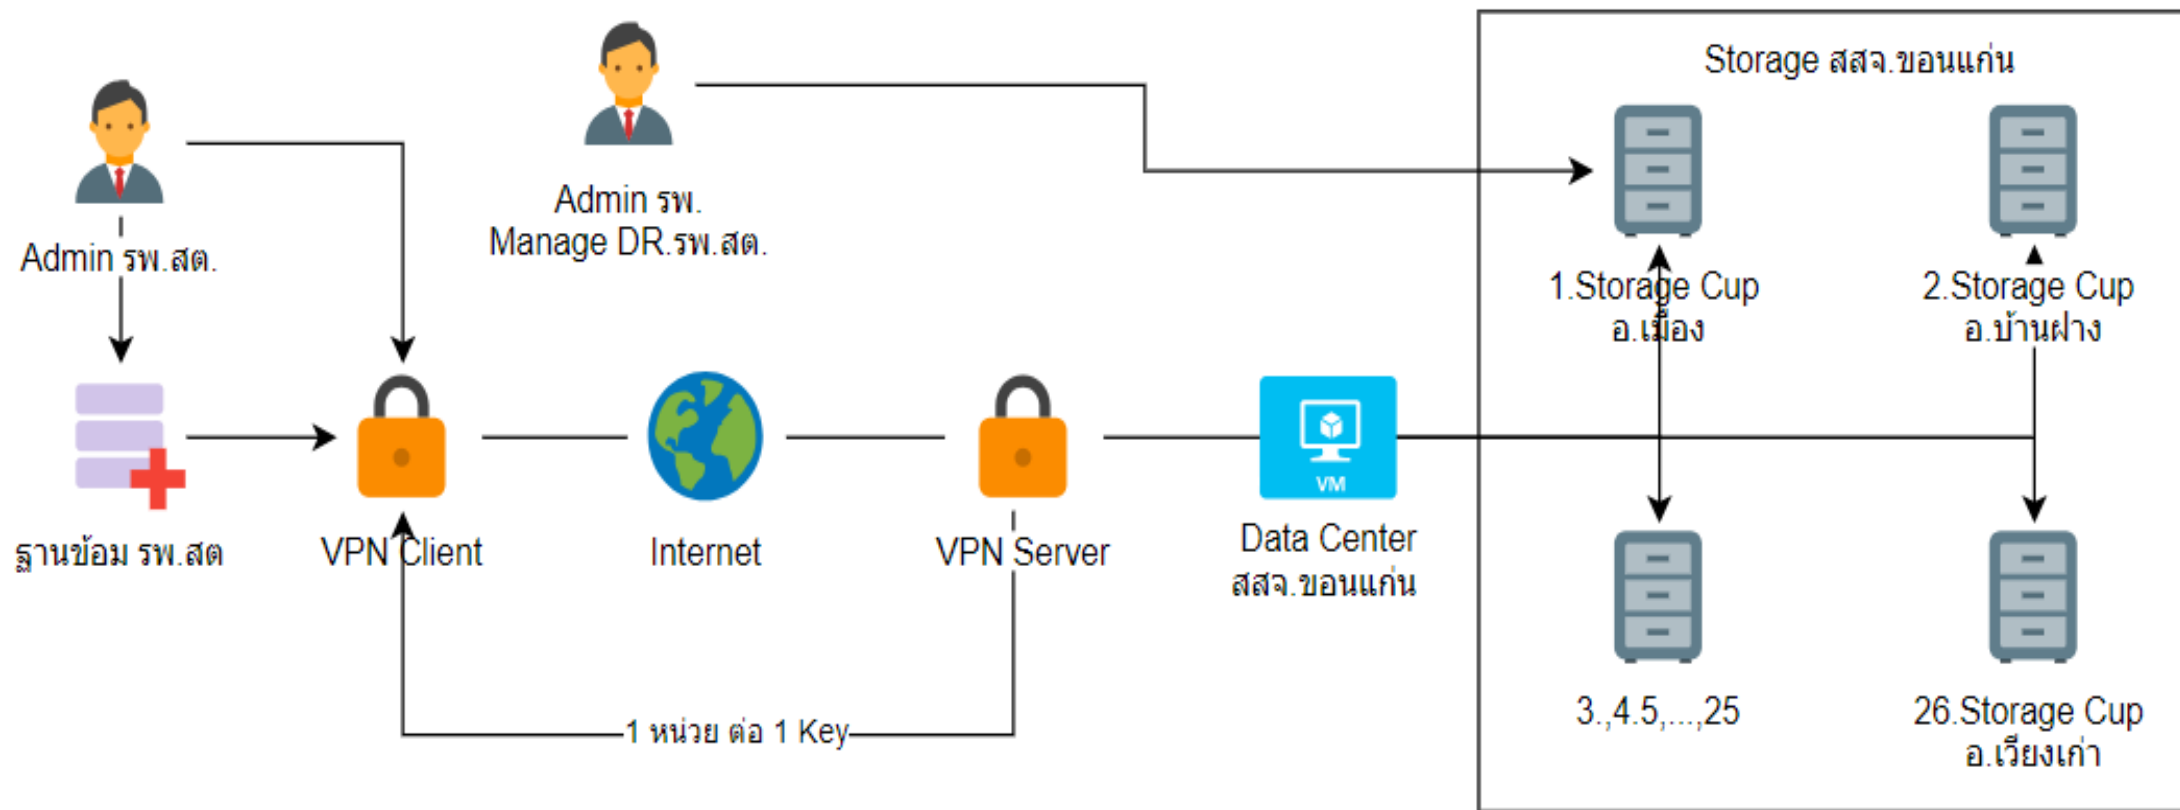 Storage สสจ.ขอนแก่น
Admin รพ.สต.
Admin รพ.
Manage DR.รพ.สต.
1.Storage Cup
อ.เมือง
2.Storage Cup
อ.บ้านฝาง
ฐานข้อม รพ.สต
VPN Client
Internet
VPN Server
VM
Data Center
สสจ.ขอนแก่น
1 หน่วย ต่อ 1 Key
3.,4.5,...,25
26.Storage Cup
อ.เวียงเก่า